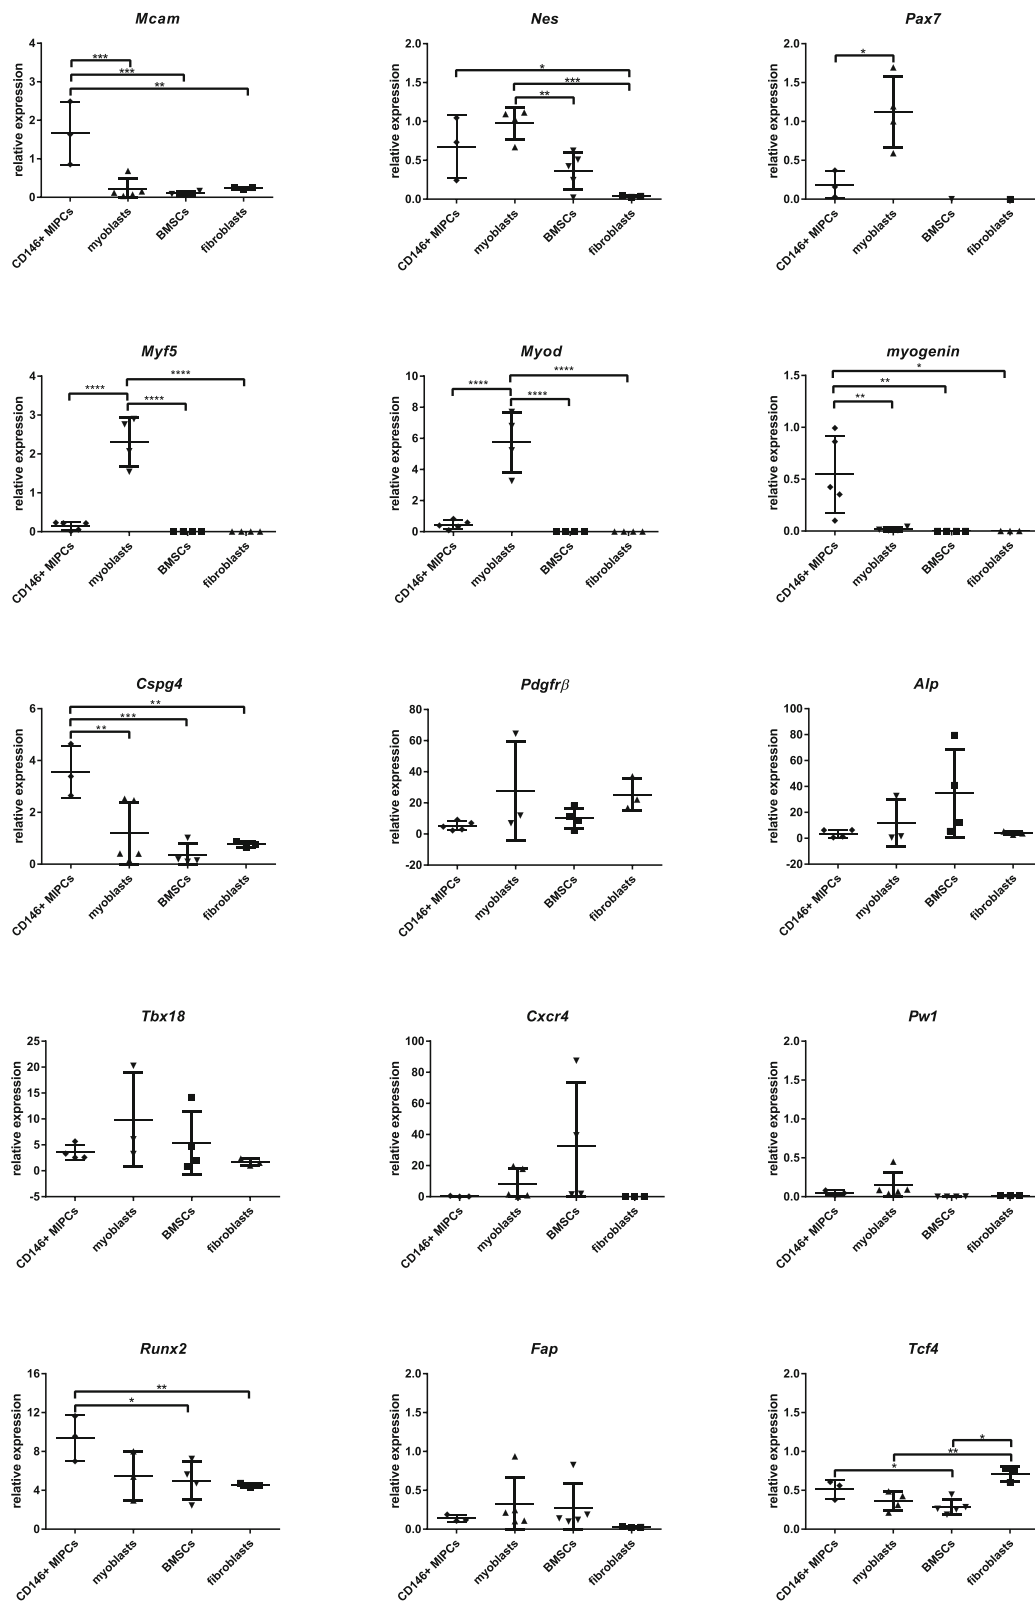 Mcam
Nes
Pax7
relative expression
4
3
2
1
0
***
***
**
CD146+ MIPCs
myoblasts
BMSCs
fibroblasts
relative expression
2.0
1.5
1.0
0.5
0.0
*
***
**
CD146+ MIPCs
myoblasts
BMSCs
fibroblasts
relative expression
2.0
1.5
1.0
0.5
0.0
*
CD146+ MIPCs
myoblasts
BMSCs
fibroblasts
Myf5
Myod
myogenin
relative expression
4
3
2
1
0
****
****
****
CD146+ MIPCs
myoblasts
BMSCs
fibroblasts
relative expression
10
8
6
4
2
0
****
****
****
CD146+ MIPCs
myoblasts
BMSCs
fibroblasts
relative expression
1.5
1.0
0.5
0.0
*
**
**
CD146+ MIPCs
myoblasts
BMSCs
fibroblasts
Cspg4
Pdgfrβ
Alp
relative expression
6
4
2
0
**
***
**
CD146+ MIPCs
myoblasts
BMSCs
fibroblasts
relative expression
80
60
40
20
0
-20
CD146+ MIPCs
myoblasts
BMSCs
fibroblasts
relative expression
100
80
60
40
20
0
-20
CD146+ MIPCs
myoblasts
BMSCs
fibroblasts
Tbx18
Cxcr4
Pw1
relative expression
25
20
15
10
5
0
-5
CD146+ MIPCs
myoblasts
BMSCs
fibroblasts
relative expression
100
80
60
40
20
0
CD146+ MIPCs
myoblasts
BMSCs
fibroblasts
relative expression
2.0
1.5
1.0
0.5
0.0
CD146+ MIPCs
myoblasts
BMSCs
fibroblasts
Runx2
Fap
Tcf4
relative expression
16
12
8
4
0
**
*
CD146+ MIPCs
myoblasts
BMSCs
fibroblasts
relative expression
2.0
1.5
1.0
0.5
0.0
CD146+ MIPCs
myoblasts
BMSCs
fibroblasts
relative expression
2.0
1.5
1.0
0.5
0.0
*
**
*
CD146+ MIPCs
myoblasts
BMSCs
fibroblasts